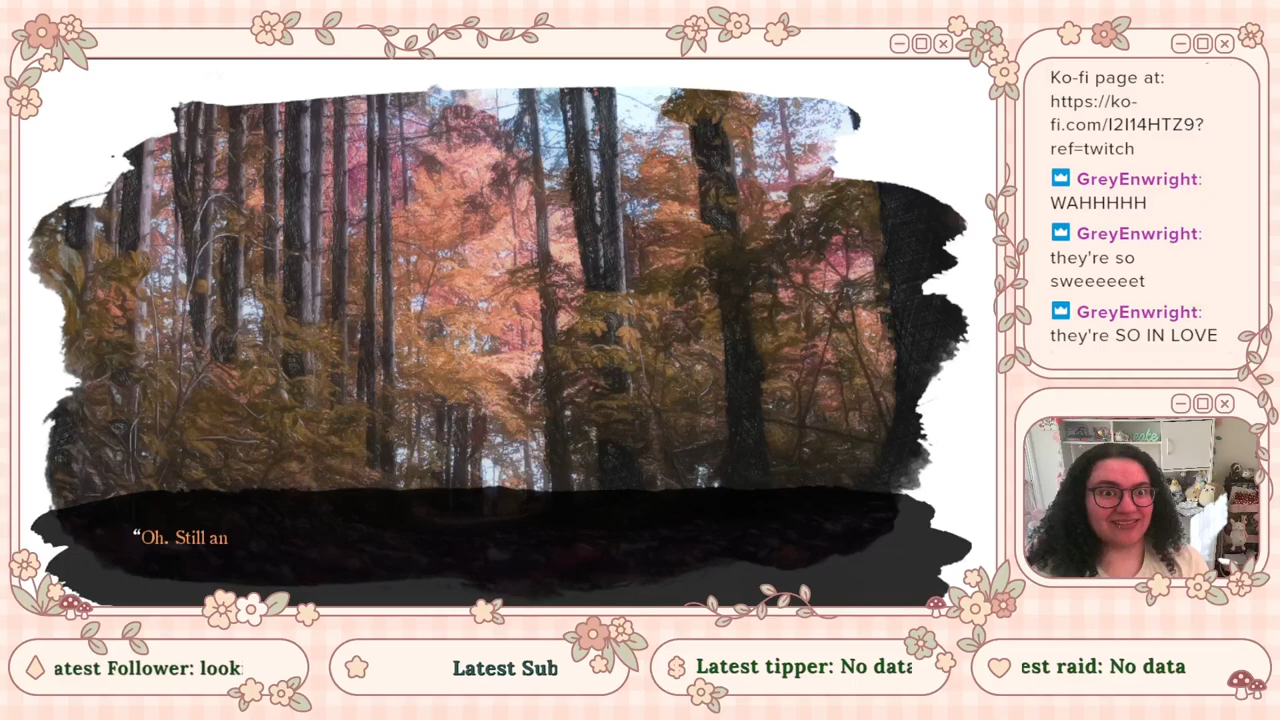 Ko-fi page at:
https://ko-
fi.com/I2I14HTZ9?
ref=twitch
GreyEnwright:
WAHHHHH
GreyEnwright:
they're so
sweeeeeet
GreyEnwright:
they're SO IN LOVE
“Oh. Still an
create
atest Follower: look
Latest Sub
Latest tipper: No data
est raid: No data